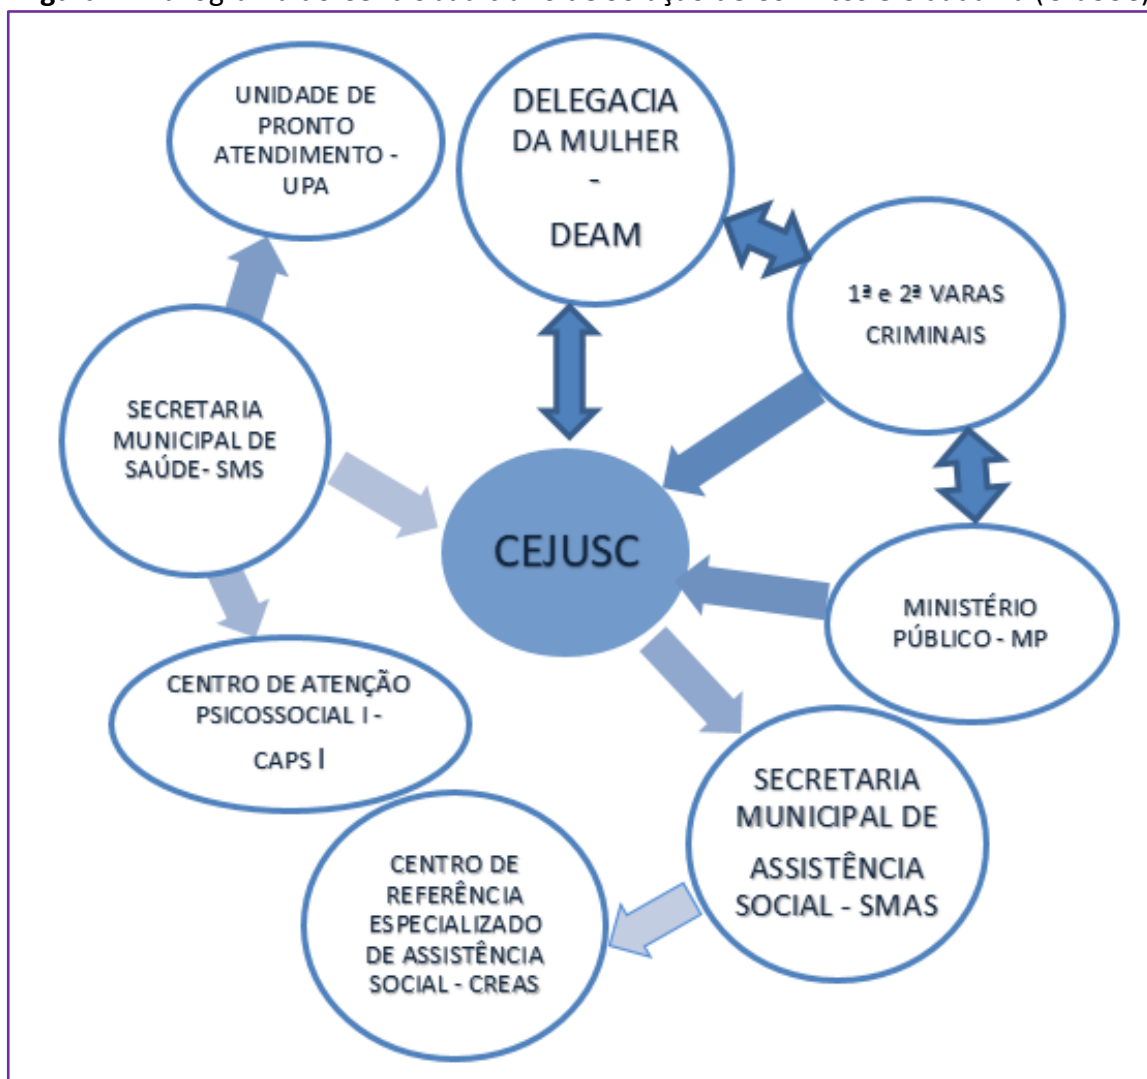 UNIDADE DE
PRONTO
ATENDIMENTO -
UPA
DELEGACIA
DA MULHER
-
DEAM
1ª e 2ª VARAS
CRIMINAIS
SECRETARIA
MUNICIPAL DE
SAÚDE- SMS
CEJUSC
MINISTÉRIO
PÚBLICO - MP
CENTRO DE ATENÇÃO
PSICOSSOCIAL I -
CAPS I
SECRETARIA
MUNICIPAL DE
ASSISTÊNCIA
SOCIAL - SMAS
CENTRO DE
REFERÊNCIA
ESPECIALIZADO
DE ASSISTÊNCIA
SOCIAL - CREAS